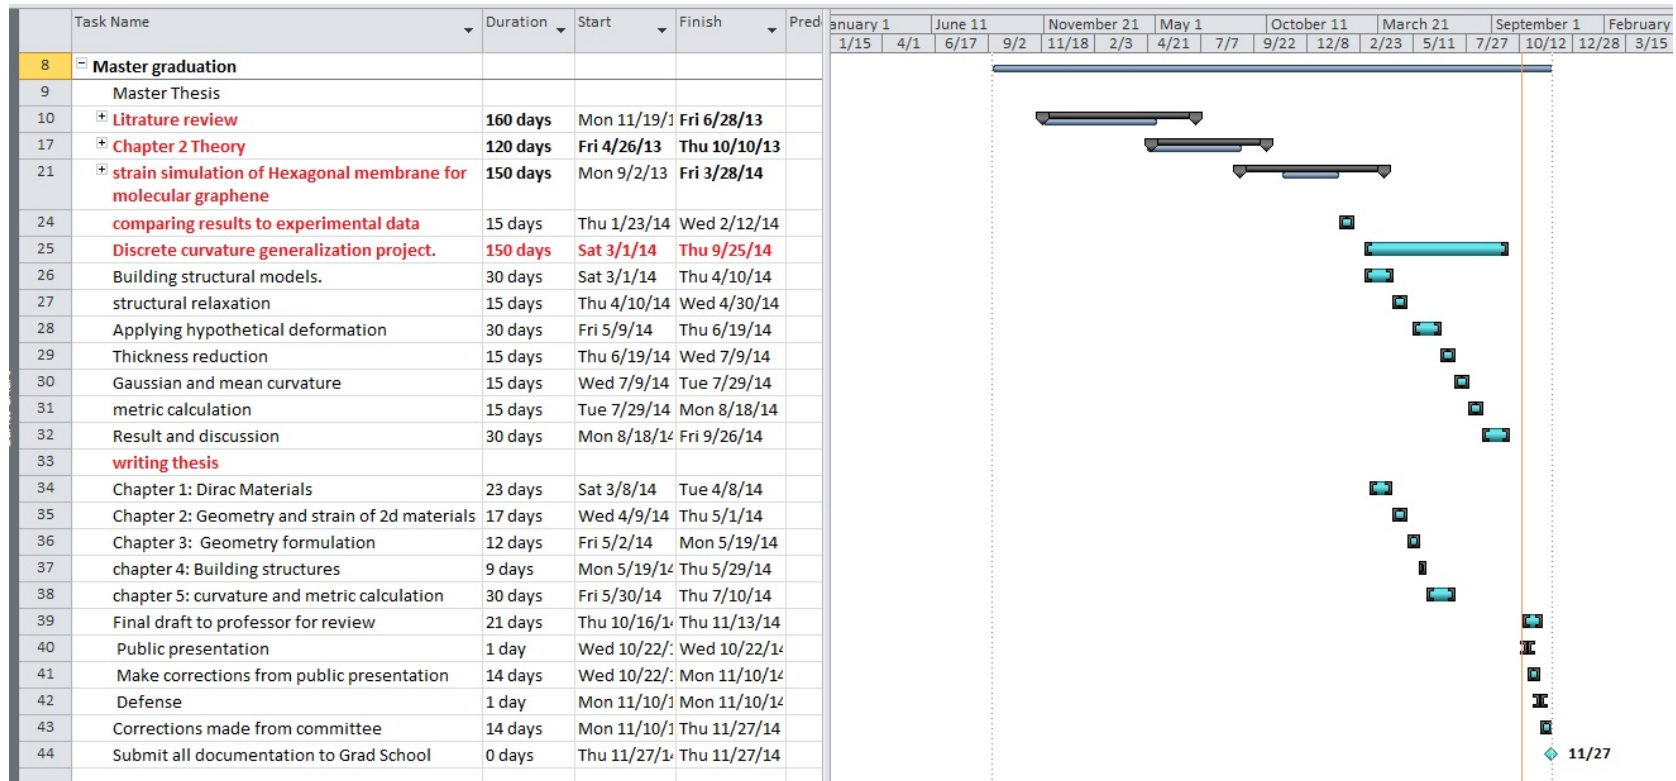 Task Name Duration Start Finish Pred
anuary 1 June 11 November 21 May 1 October 11 March 21 September 1 February
1/15 4/1 6/17 9/2 11/18 2/3 4/21 7/7 9/22 12/8 2/23 5/11 7/27 10/12 12/28 3/15
8 Master graduation
9 Master Thesis
10 Litrature review 160 days Mon 11/19/1 Fri 6/28/13
17 Chapter 2 Theory 120 days Fri 4/26/13 Thu 10/10/13
21 strain simulation of Hexagonal membrane for 150 days Mon 9/2/13 Fri 3/28/14
molecular graphene
24 comparing results to experimental data 15 days Thu 1/23/14 Wed 2/12/14
25 Discrete curvature generalization project. 150 days Sat 3/1/14 Thu 9/25/14
26 Building structural models. 30 days Sat 3/1/14 Thu 4/10/14
27 structural relaxation 15 days Thu 4/10/14 Wed 4/30/14
28 Applying hypothetical deformation 30 days Fri 5/9/14 Thu 6/19/14
29 Thickness reduction 15 days Thu 6/19/14 Wed 7/9/14
30 Gaussian and mean curvature 15 days Wed 7/9/14 Tue 7/29/14
31 metric calculation 15 days Tue 7/29/14 Mon 8/18/14
32 Result and discussion 30 days Mon 8/18/14 Fri 9/26/14
33 writing thesis
34 Chapter 1: Dirac Materials 23 days Sat 3/8/14 Tue 4/8/14
35 Chapter 2: Geometry and strain of 2d materials 17 days Wed 4/9/14 Thu 5/1/14
36 Chapter 3: Geometry formulation 12 days Fri 5/2/14 Mon 5/19/14
37 chapter 4: Building structures 9 days Mon 5/19/14 Thu 5/29/14
38 chapter 5: curvature and metric calculation 30 days Fri 5/30/14 Thu 7/10/14
39 Final draft to professor for review 21 days Thu 10/16/1 Thu 11/13/14
40 Public presentation 1 day Wed 10/22/ Wed 10/22/14
41 Make corrections from public presentation 14 days Wed 10/22/ Mon 11/10/14
42 Defense 1 day Mon 11/10/1 Mon 11/10/14
43 Corrections made from committee 14 days Mon 11/10/1 Thu 11/27/14
44 Submit all documentation to Grad School 0 days Thu 11/27/14 Thu 11/27/14 11/27